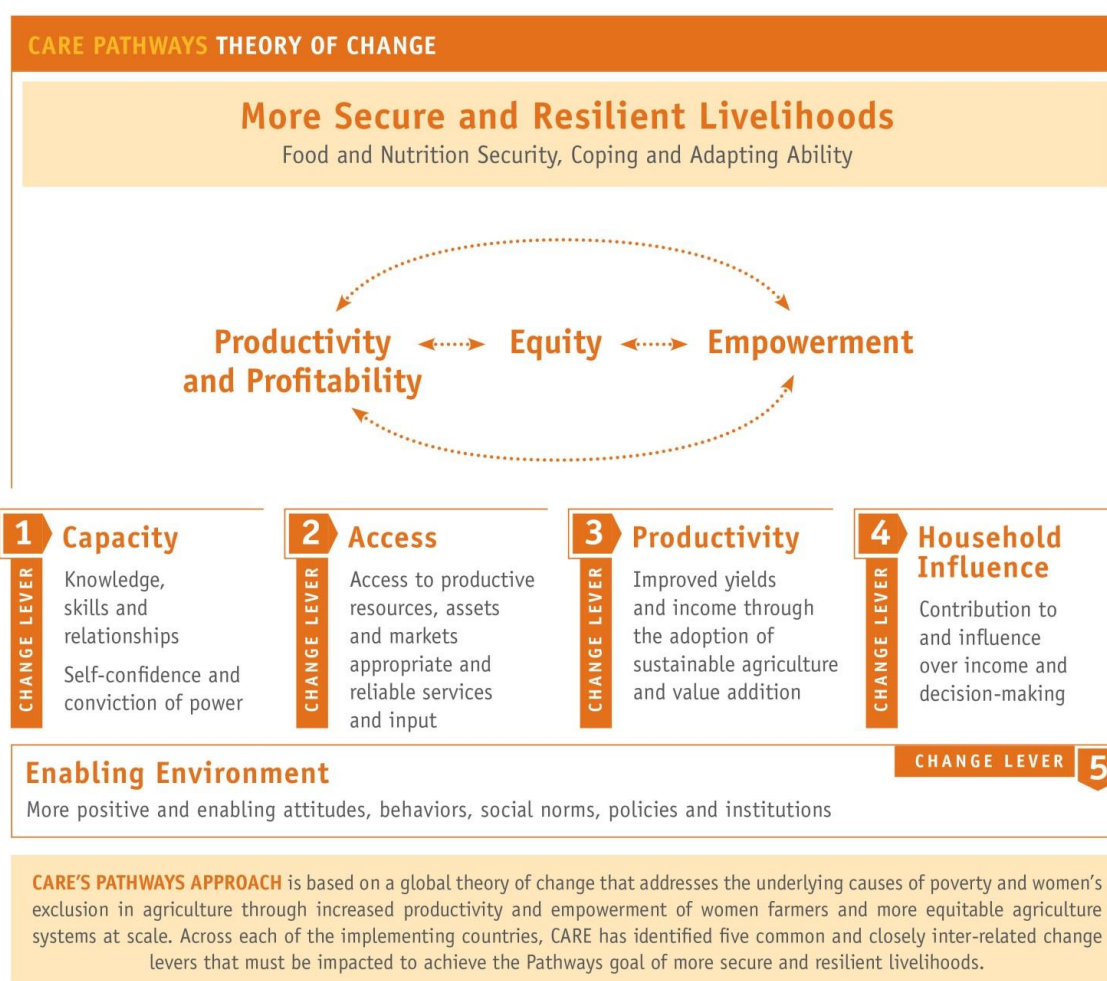 CARE PATHWAYS THEORY OF CHANGE
More Secure and Resilient Livelihoods
Food and Nutrition Security, Coping and Adapting Ability
Productivity
and Profitability
Equity
Empowerment
1
CHANGE LEVER
Capacity
Knowledge,
skills and
relationships
Self-confidence and
conviction of power
2
CHANGE LEVER
Access
Access to productive
resources, assets
and markets
appropriate and
reliable services
and input
3
CHANGE LEVER
Productivity
Improved yields
and income through
the adoption of
sustainable agriculture
and value addition
4
CHANGE LEVER
Household
Influence
Contribution to
and influence
over income and
decision-making
Enabling Environment
CHANGE LEVER 5
More positive and enabling attitudes, behaviors, social norms, policies and institutions
CARE'S PATHWAYS APPROACH is based on a global theory of change that addresses the underlying causes of poverty and women's
exclusion in agriculture through increased productivity and empowerment of women farmers and more equitable agriculture
systems at scale. Across each of the implementing countries, CARE has identified five common and closely inter-related change
levers that must be impacted to achieve the Pathways goal of more secure and resilient livelihoods.